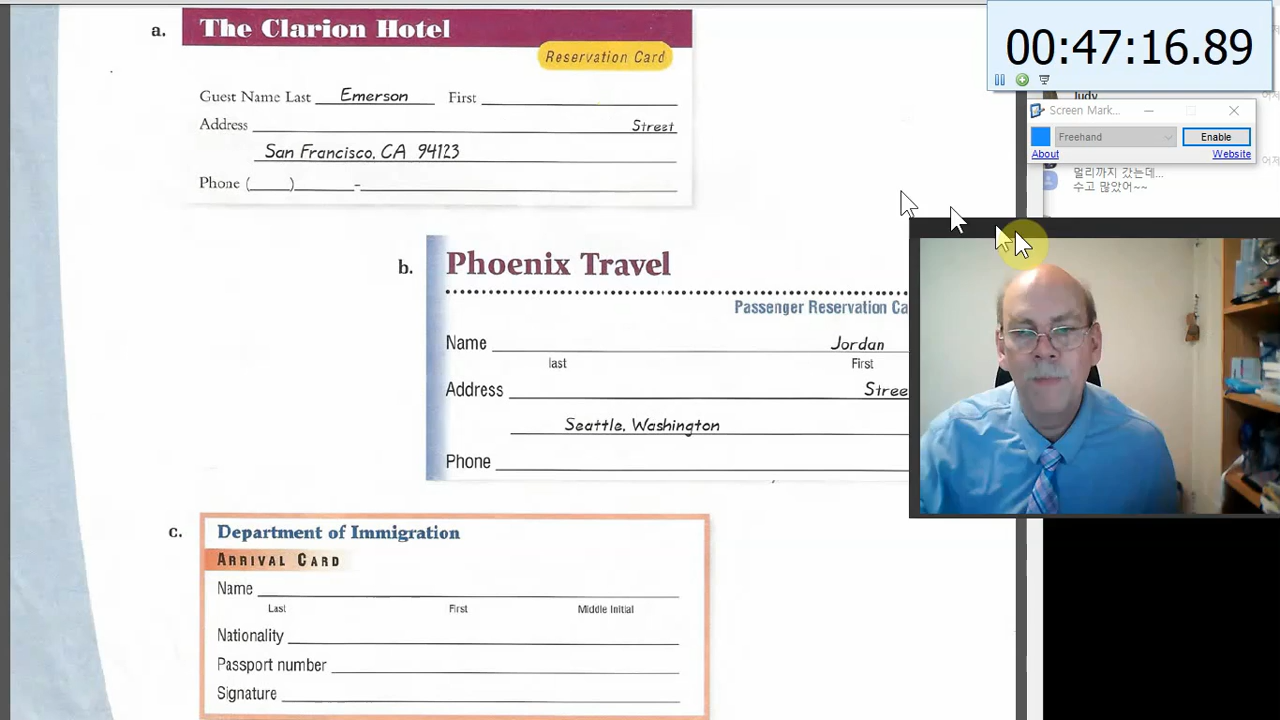 a.
The Clarion Hotel
Reservation Card
Guest Name Last Emerson First
Address Street
San Francisco, CA 94123
Phone ( ) -
b.
Phoenix Travel
Passenger Reservation Ca
Name Jordan
last First
Address Stree
Seattle, Washington
Phone
c.
Department of Immigration
ARRIVAL CARD
Name
Last First Middle Initial
Nationality
Passport number
Signature
00:47:16.89
Judy
Screen Mark...
Freehand
Enable
About Website
멀리까지 갔는데...
수고 많았어~~